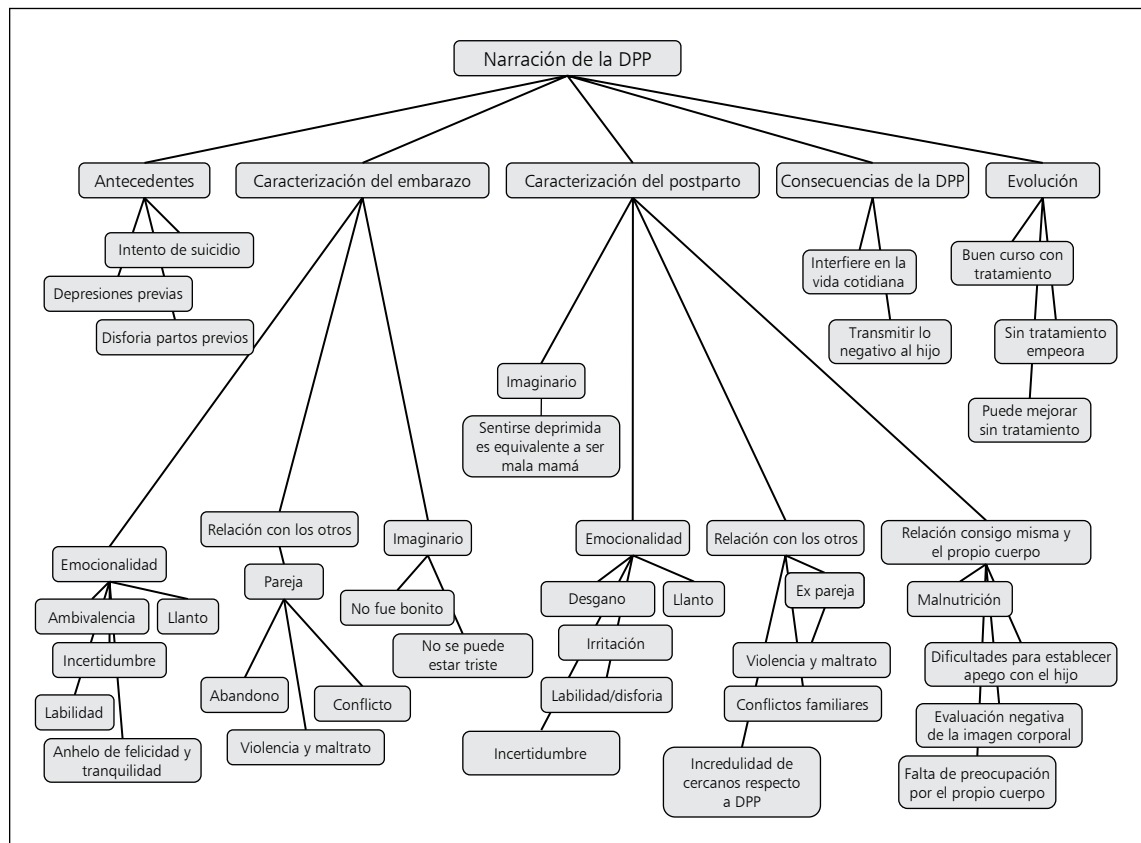 Narración de la DPP
Antecedentes
Caracterización del embarazo
Caracterización del postparto
Consecuencias de la DPP
Evolución
Intento de suicidio
Depresiones previas
Disforia partos previos
Interfiere en la
vida cotidiana
Transmitir lo
negativo al hijo
Buen curso con
tratamiento
Sin tratamiento
empeora
Puede mejorar
sin tratamiento
Imaginario
Sentirse deprimida
es equivalente a ser
mala mamá
Emocionalidad
Ambivalencia
Llanto
Incertidumbre
Labilidad
Anhelo de felicidad y
tranquilidad
Relación con los otros
Pareja
Abandono
Conflicto
Violencia y maltrato
Imaginario
No fue bonito
No se puede
estar triste
Emocionalidad
Desgano
Llanto
Irritación
Labilidad/disforia
Incertidumbre
Relación con los otros
Ex pareja
Violencia y maltrato
Conflictos familiares
Incredulidad de
cercanos respecto
a DPP
Relación consigo misma y
el propio cuerpo
Malnutrición
Dificultades para establecer
apego con el hijo
Evaluación negativa
de la imagen corporal
Falta de preocupación
por el propio cuerpo